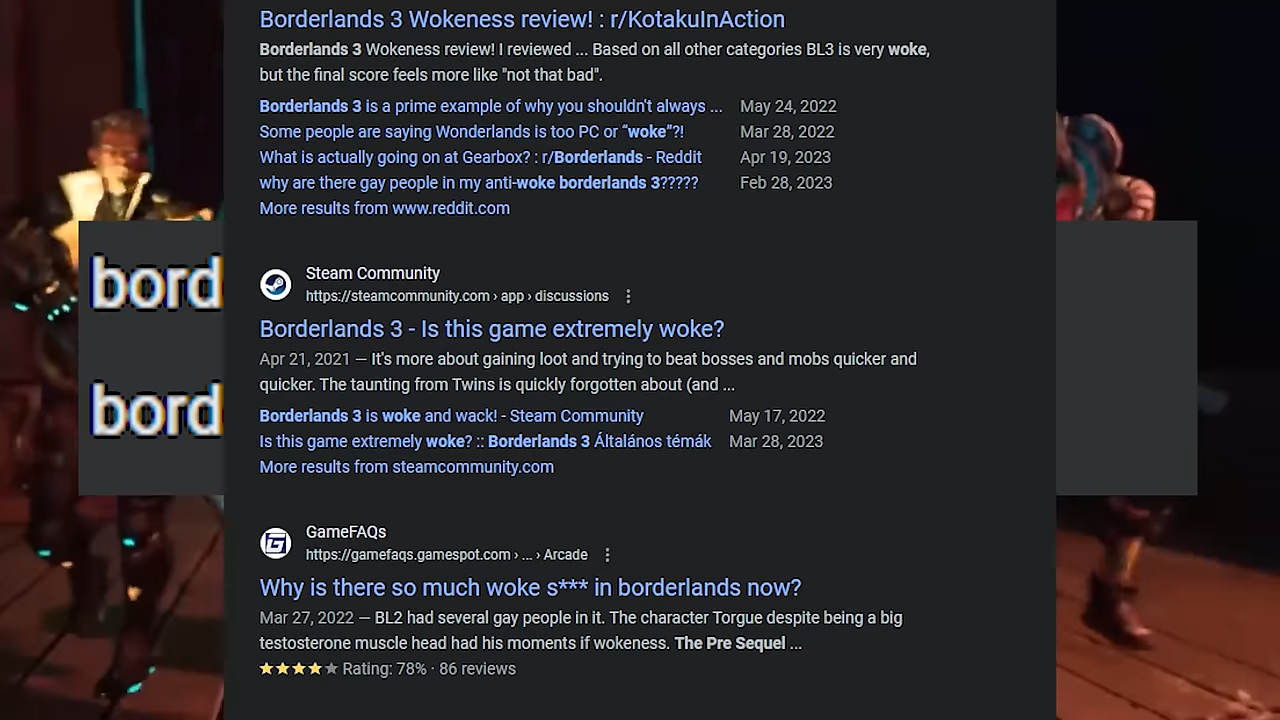 Borderlands 3 Wokeness review! : r/KotakuInAction
Borderlands 3 Wokeness review! I reviewed ... Based on all other categories BL3 is very woke,
but the final score feels more like "not that bad".
Borderlands 3 is a prime example of why you shouldn't always ... May 24, 2022
Some people are saying Wonderlands is too PC or “woke”?! Mar 28, 2022
What is actually going on at Gearbox? : r/Borderlands - Reddit Apr 19, 2023
why are there gay people in my anti-woke borderlands 3????? Feb 28, 2023
More results from www.reddit.com
bord
Steam Community
https://steamcommunity.com › app › discussions
Borderlands 3 - Is this game extremely woke?
Apr 21, 2021 — It's more about gaining loot and trying to beat bosses and mobs quicker and
quicker. The taunting from Twins is quickly forgotten about (and ...
bord
Borderlands 3 is woke and wack! - Steam Community May 17, 2022
Is this game extremely woke? :: Borderlands 3 Általános témák Mar 28, 2023
More results from steamcommunity.com
GameFAQs
https://gamefaqs.gamespot.com › ... › Arcade
Why is there so much woke s*** in borderlands now?
Mar 27, 2022 — BL2 had several gay people in it. The character Torgue despite being a big
testosterone muscle head had his moments if wokeness. The Pre Sequel ...
Rating: 78% · 86 reviews